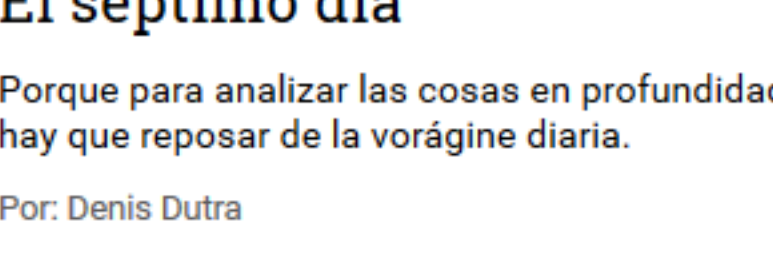 El séptimo día
Porque para analizar las cosas en profundidad
hay que reposar de la vorágine diaria.
Por: Denis Dutra